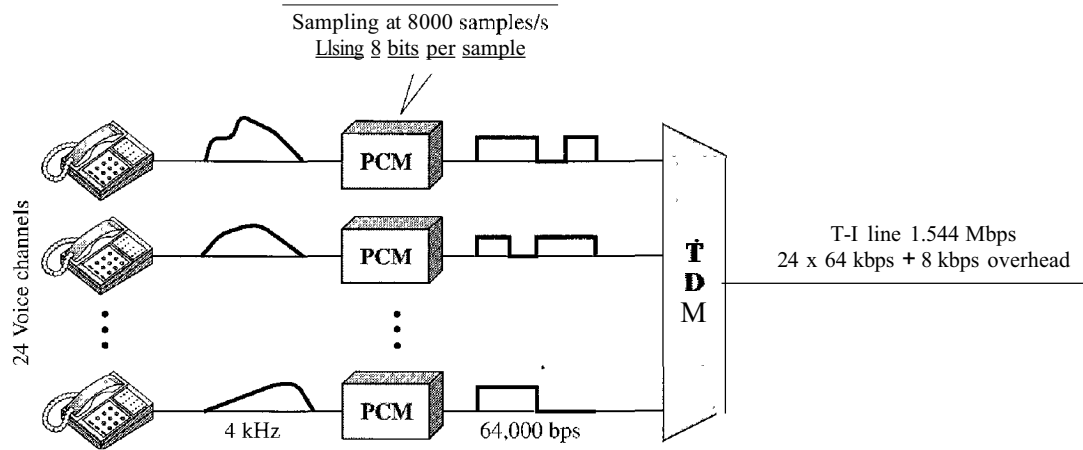 Sampling at 8000 samples/s
Llsing 8 bits per sample
PCM
24 Voice channels
PCM
T
D
M
T-I line 1.544 Mbps
24 x 64 kbps + 8 kbps overhead
PCM
4 kHz
64,000 bps